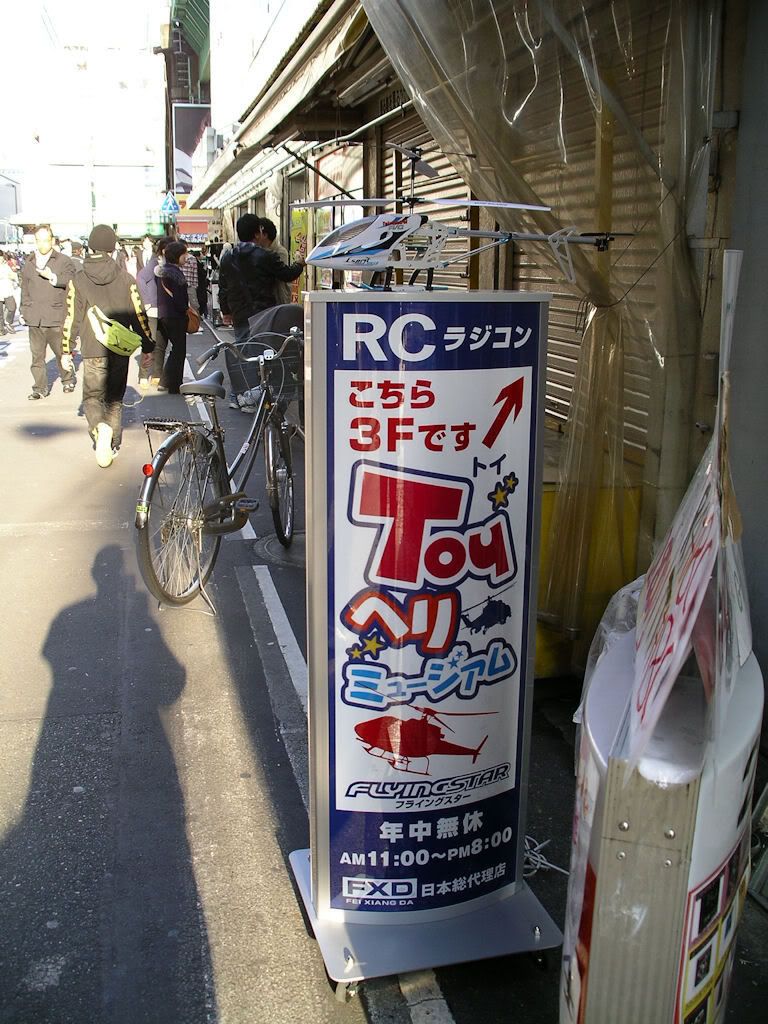 RC ラジコン
こちら
3Fです
トイ
Toy
ヘリ
ミュージアム
FLYINGSTAR
フライングスター
年中無休
AM11:00～PM8:00
FXD 日本総代理店
FEI XIANG DA